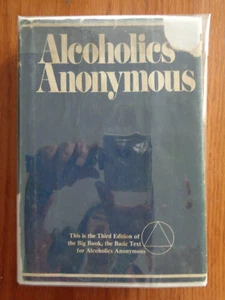 Alcoholics
Anonymous
This is the Third Edition of
the Big Book, the Basic Text
for Alcoholics Anonymous